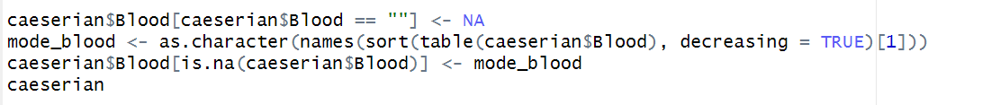 caeserian$Blood[caeserian$Blood == ""] <- NA
mode_blood <- as.character(names(sort(table(caeserian$Blood), decreasing = TRUE)[1]))
caeserian$Blood[is.na(caeserian$Blood)] <- mode_blood
caeserian